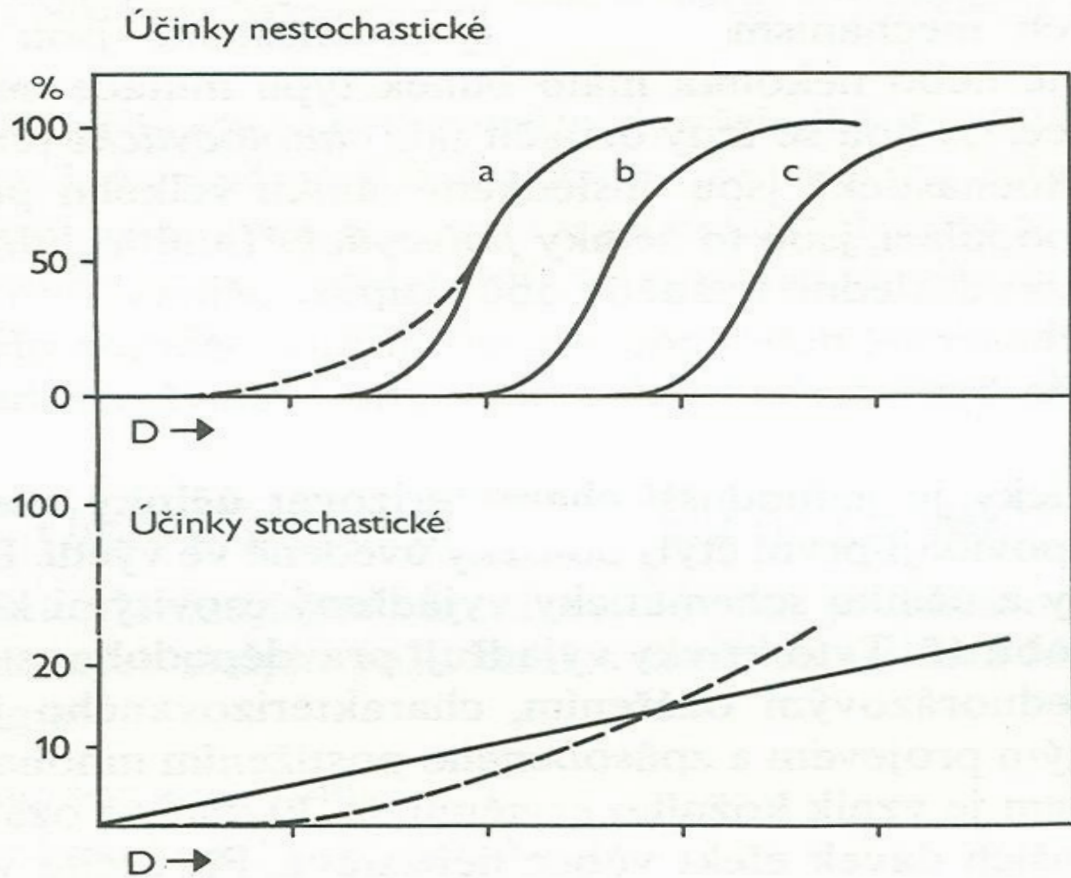 Účinky nestochastické
%
100
a
b
c
50
0
D →
100
Účinky stochastické
20
10
D →